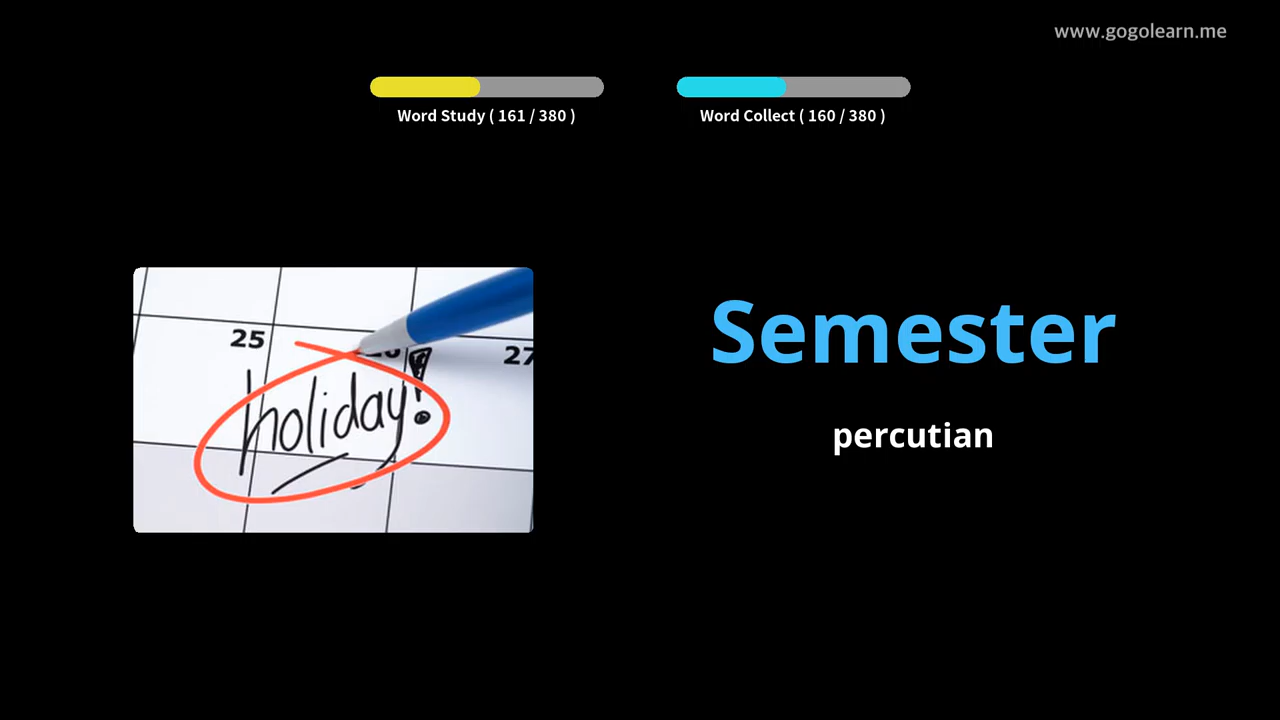 www.gogolearn.me
Word Study ( 161 / 380 )
Word Collect ( 160 / 380 )
25
27
holiday!
Semester
percutian